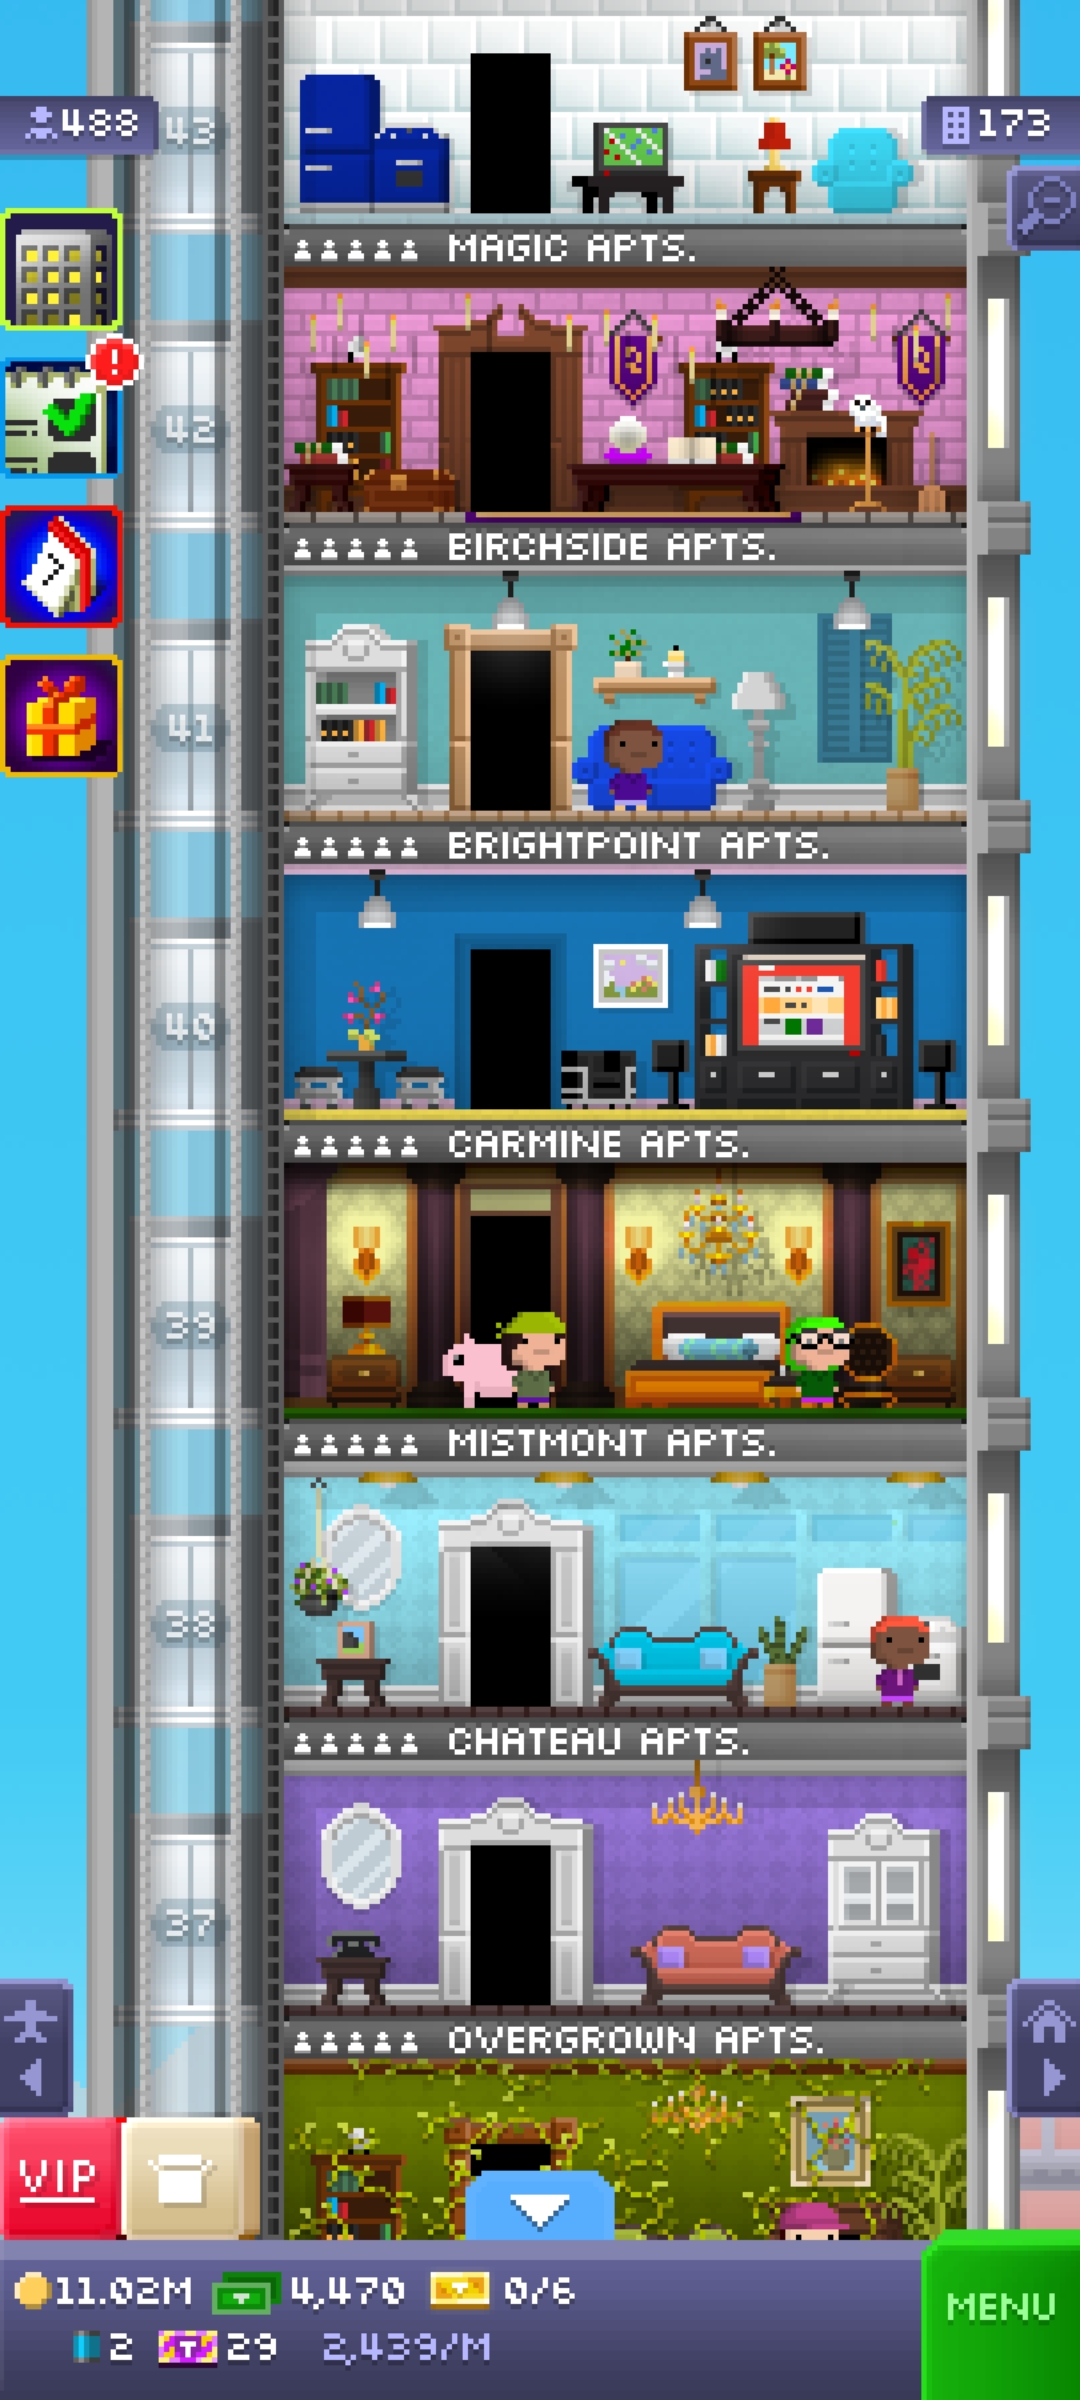 488
43
173
MAGIC APTS.
42
BIRCHSIDE APTS.
7
41
BRIGHTPOINT APTS.
40
CARMINE APTS.
39
MISTMONT APTS.
38
CHATEAU APTS.
37
OVERGROWN APTS.
VIP
11.02M 4,470 0/6
MENU
2 29 2,439/M